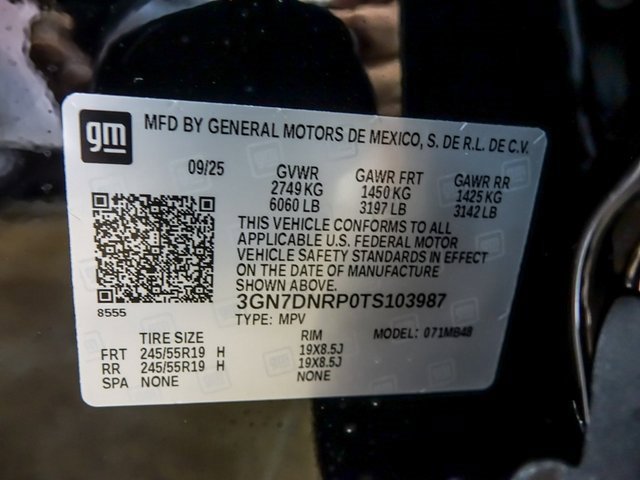 gm
MFD BY GENERAL MOTORS DE MEXICO, S. DE R.L. DE C.V.
09/25 GVWR GAWR FRT GAWR RR
2749 KG 1450 KG 1425 KG
6060 LB 3197 LB 3142 LB
THIS VEHICLE CONFORMS TO ALL
APPLICABLE U.S. FEDERAL MOTOR
VEHICLE SAFETY STANDARDS IN EFFECT
ON THE DATE OF MANUFACTURE
SHOWN ABOVE.
3GN7DNRP0TS103987
8555
TYPE: MPV MODEL: 071MB48
TIRE SIZE RIM
FRT 245/55R19 H 19X8.5J
RR 245/55R19 H 19X8.5J
SPA NONE NONE